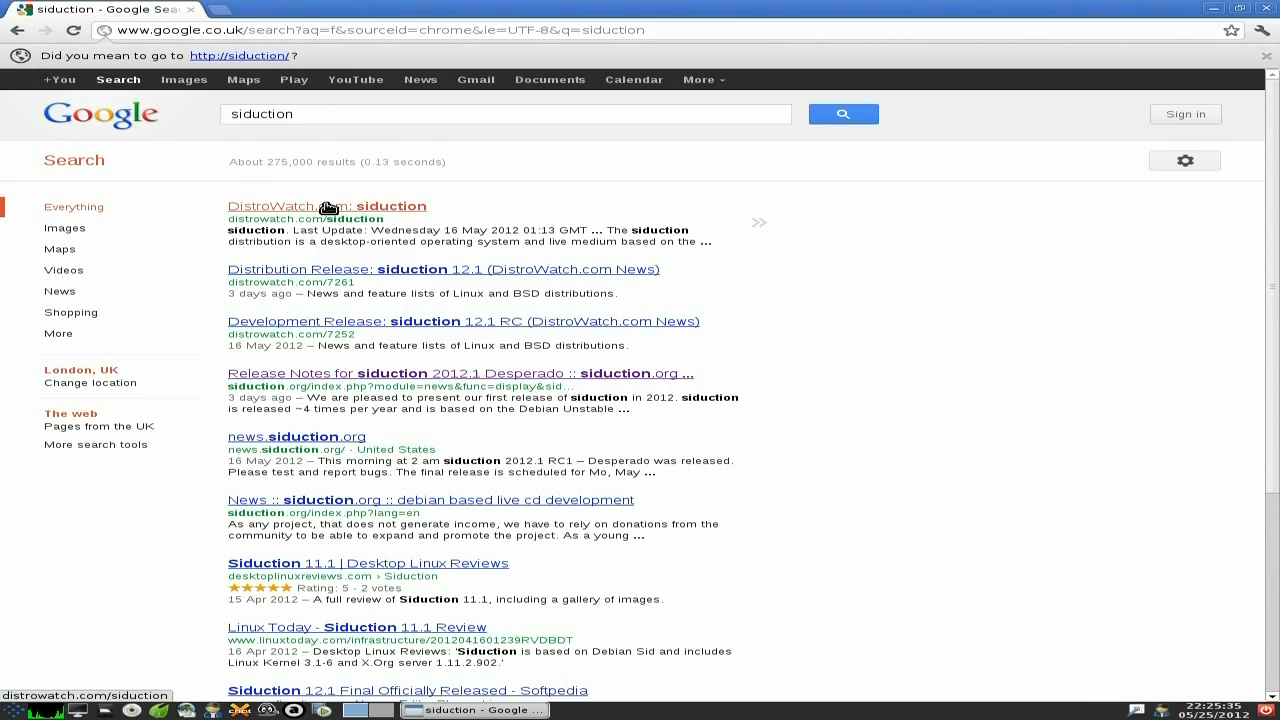 siduction - Google Sea
www.google.co.uk/search?aq=f&sourceid=chrome&ie=UTF-8&q=siduction
Did you mean to go to http://siduction/ ?
+You Search Images Maps Play YouTube News Gmail Documents Calendar More
Google
siduction
Sign in
Search
About 275,000 results (0.13 seconds)
Everything
Images
Maps
Videos
News
Shopping
More
London, UK
Change location
The web
Pages from the UK
More search tools
DistroWatch. m: siduction
distrowatch.com/siduction
siduction. Last Update: Wednesday 16 May 2012 01:13 GMT ... The siduction
distribution is a desktop-oriented operating system and live medium based on the ...
Distribution Release: siduction 12.1 (DistroWatch.com News)
distrowatch.com/7261
3 days ago – News and feature lists of Linux and BSD distributions.
Development Release: siduction 12.1 RC (DistroWatch.com News)
distrowatch.com/7252
16 May 2012 – News and feature lists of Linux and BSD distributions.
Release Notes for siduction 2012.1 Desperado :: siduction.org ...
siduction.org/index.php?module=news&func=display&sid...
3 days ago – We are pleased to present our first release of siduction in 2012. siduction
is released ~4 times per year and is based on the Debian Unstable ...
news.siduction.org
news.siduction.org/ - United States
16 May 2012 – This morning at 2 am siduction 2012.1 RC1 – Desperado was released.
Please test and report bugs. The final release is scheduled for Mo, May ...
News :: siduction.org :: debian based live cd development
siduction.org/index.php?lang=en
As any project, that does not generate income, we have to rely on donations from the
community to be able to expand and promote the project. As a young ...
Siduction 11.1 | Desktop Linux Reviews
desktoplinuxreviews.com › Siduction
Rating: 5 - 2 votes
15 Apr 2012 – A full review of Siduction 11.1, including a gallery of images.
Linux Today - Siduction 11.1 Review
www.linuxtoday.com/infrastructure/2012041601239RVDBDT
16 Apr 2012 – Desktop Linux Reviews: 'Siduction is based on Debian Sid and includes
Linux Kernel 3.1-6 and X.Org server 1.11.2.902.'
Siduction 12.1 Final Officially Released - Softpedia
distrowatch.com/siduction
siduction - Google ...
22:25:35
05/25/2012